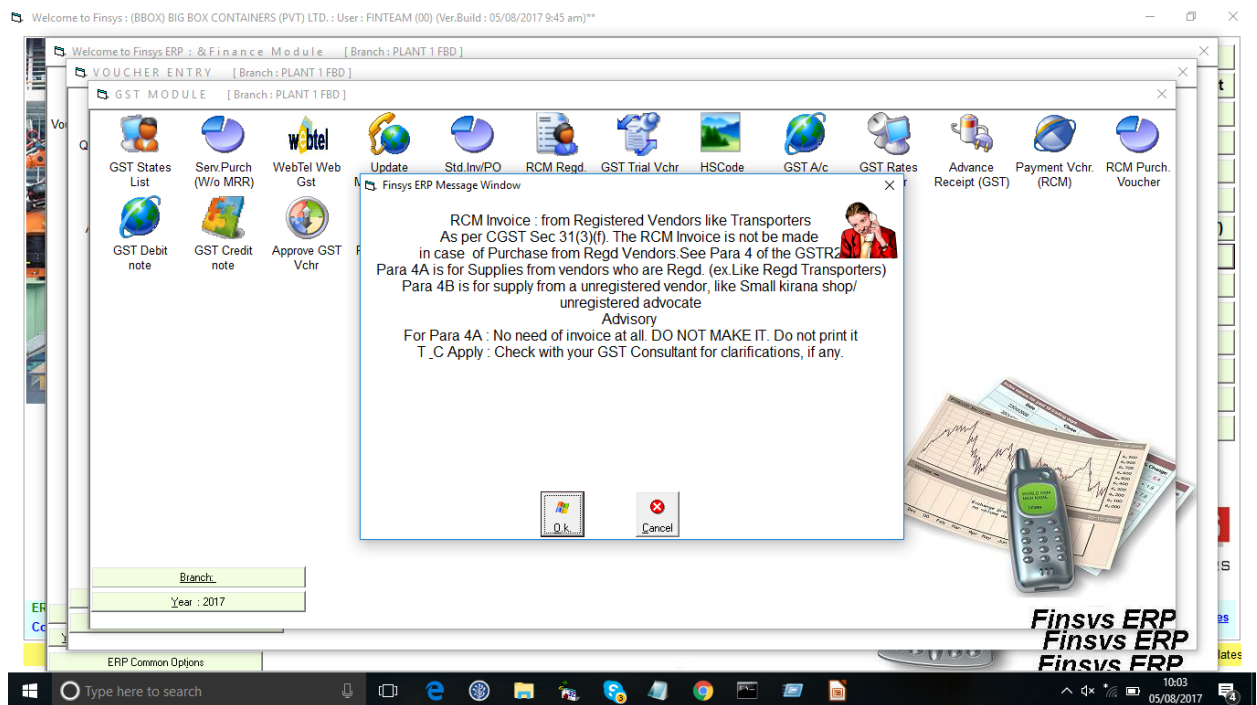 Welcome to Finsys : (BBOX) BIG BOX CONTAINERS (PVT) LTD. : User : FINTEAM (00) (Ver.Build : 05/08/2017 9:45 am)**
Welcome to Finsys ERP : & Finance Module [ Branch : PLANT 1 FBD ]
VOUCHER ENTRY [ Branch : PLANT 1 FBD ]
GST MODULE [ Branch : PLANT 1 FBD ]
webtel
GST States List
Serv.Purch (W/o MRR)
WebTel Web Gst
Update
Std.Inv/PO
RCM Regd.
GST Trial Vchr
HSCode
GST A/c
GST Rates
Advance Receipt (GST)
Payment Vchr. (RCM)
RCM Purch. Voucher
GST Debit note
GST Credit note
Approve GST Vchr
Finsys ERP Message Window
RCM Invoice : from Registered Vendors like Transporters
As per CGST Sec 31(3)(f). The RCM Invoice is not be made
in case of Purchase from Regd Vendors.See Para 4 of the GSTR2
Para 4A is for Supplies from vendors who are Regd. (ex.Like Regd Transporters)
Para 4B is for supply from a unregistered vendor, like Small kirana shop/
unregistered advocate
Advisory
For Para 4A : No need of invoice at all. DO NOT MAKE IT. Do not print it
T_C Apply : Check with your GST Consultant for clarifications, if any.
O.k.
Cancel
Branch:
Year : 2017
Finsys ERP
Finsys ERP
Finsys ERP
ERP Common Options
Type here to search
10:03
05/08/2017